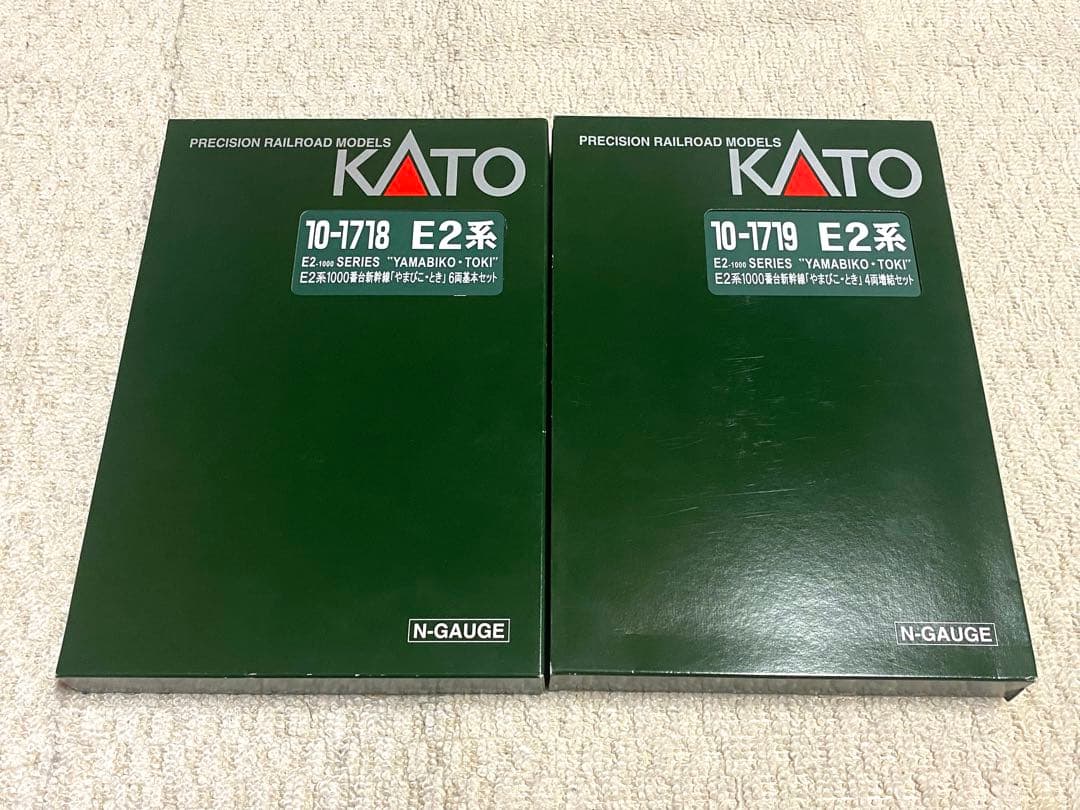 PRECISION RAILROAD MODELS
KATO
10-1718 E2系
E2-1000 SERIES "YAMABIKO・TOKI"
E2系1000番台新幹線「やまびこ・とき」6両基本セット
N-GAUGE
PRECISION RAILROAD MODELS
KATO
10-1719 E2系
E2-1000 SERIES "YAMABIKO・TOKI"
E2系1000番台新幹線「やまびこ・とき」4両増結セット
N-GAUGE